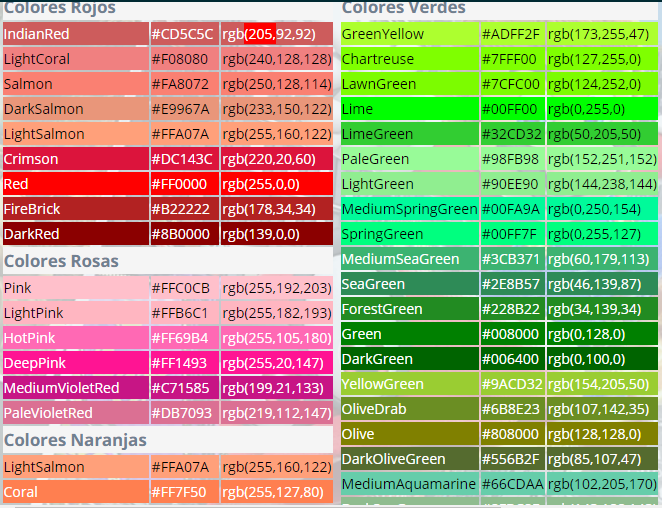 Colores Rojos
IndianRed #CD5C5C rgb(205,92,92)
LightCoral #F08080 rgb(240,128,128)
Salmon #FA8072 rgb(250,128,114)
DarkSalmon #E9967A rgb(233,150,122)
LightSalmon #FFA07A rgb(255,160,122)
Crimson #DC143C rgb(220,20,60)
Red #FF0000 rgb(255,0,0)
FireBrick #B22222 rgb(178,34,34)
DarkRed #8B0000 rgb(139,0,0)
Colores Rosas
Pink #FFC0CB rgb(255,192,203)
LightPink #FFB6C1 rgb(255,182,193)
HotPink #FF69B4 rgb(255,105,180)
DeepPink #FF1493 rgb(255,20,147)
MediumVioletRed #C71585 rgb(199,21,133)
PaleVioletRed #DB7093 rgb(219,112,147)
Colores Naranjas
LightSalmon #FFA07A rgb(255,160,122)
Coral #FF7F50 rgb(255,127,80)
Colores Verdes
GreenYellow #ADFF2F rgb(173,255,47)
Chartreuse #7FFF00 rgb(127,255,0)
LawnGreen #7CFC00 rgb(124,252,0)
Lime #00FF00 rgb(0,255,0)
LimeGreen #32CD32 rgb(50,205,50)
PaleGreen #98FB98 rgb(152,251,152)
LightGreen #90EE90 rgb(144,238,144)
MediumSpringGreen #00FA9A rgb(0,250,154)
SpringGreen #00FF7F rgb(0,255,127)
MediumSeaGreen #3CB371 rgb(60,179,113)
SeaGreen #2E8B57 rgb(46,139,87)
ForestGreen #228B22 rgb(34,139,34)
Green #008000 rgb(0,128,0)
DarkGreen #006400 rgb(0,100,0)
YellowGreen #9ACD32 rgb(154,205,50)
OliveDrab #6B8E23 rgb(107,142,35)
Olive #808000 rgb(128,128,0)
DarkOliveGreen #556B2F rgb(85,107,47)
MediumAquamarine #66CDAA rgb(102,205,170)